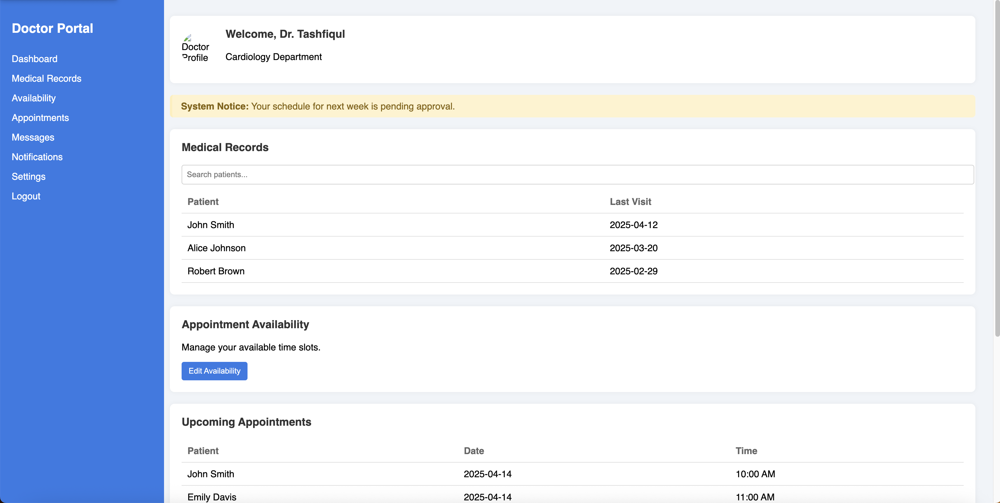 Doctor Portal
Dashboard
Medical Records
Availability
Appointments
Messages
Notifications
Settings
Logout
Doctor
Profile
Welcome, Dr. Tashfiqul
Cardiology Department
System Notice: Your schedule for next week is pending approval.
Medical Records
Search patients...
Patient Last Visit
John Smith 2025-04-12
Alice Johnson 2025-03-20
Robert Brown 2025-02-29
Appointment Availability
Manage your available time slots.
Edit Availability
Upcoming Appointments
Patient Date Time
John Smith 2025-04-14 10:00 AM
Emily Davis 2025-04-14 11:00 AM